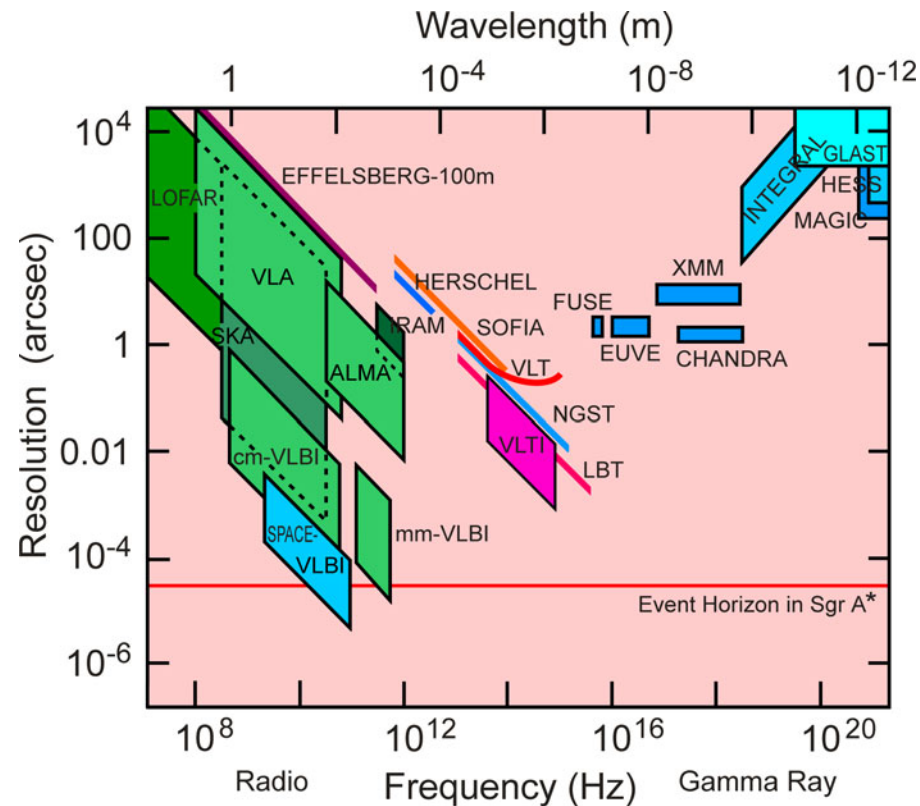 Wavelength (m)
1
10-4
10-8
10-12
104
100
1
0.01
10-4
10-6
Resolution (arcsec)
LOFAR
EFFELSBERG-100m
VLA
SKA
HERSCHEL
IRAM
SOFIA
ALMA
VLT
NGST
VLTI
LBT
cm-VLBI
SPACE-
VLBI
mm-VLBI
FUSE
EUVE
XMM
CHANDRA
INTEGRAL
GLAST
HESS
MAGIC
Event Horizon in Sgr A*
108
1012
1016
1020
Radio
Frequency (Hz)
Gamma Ray